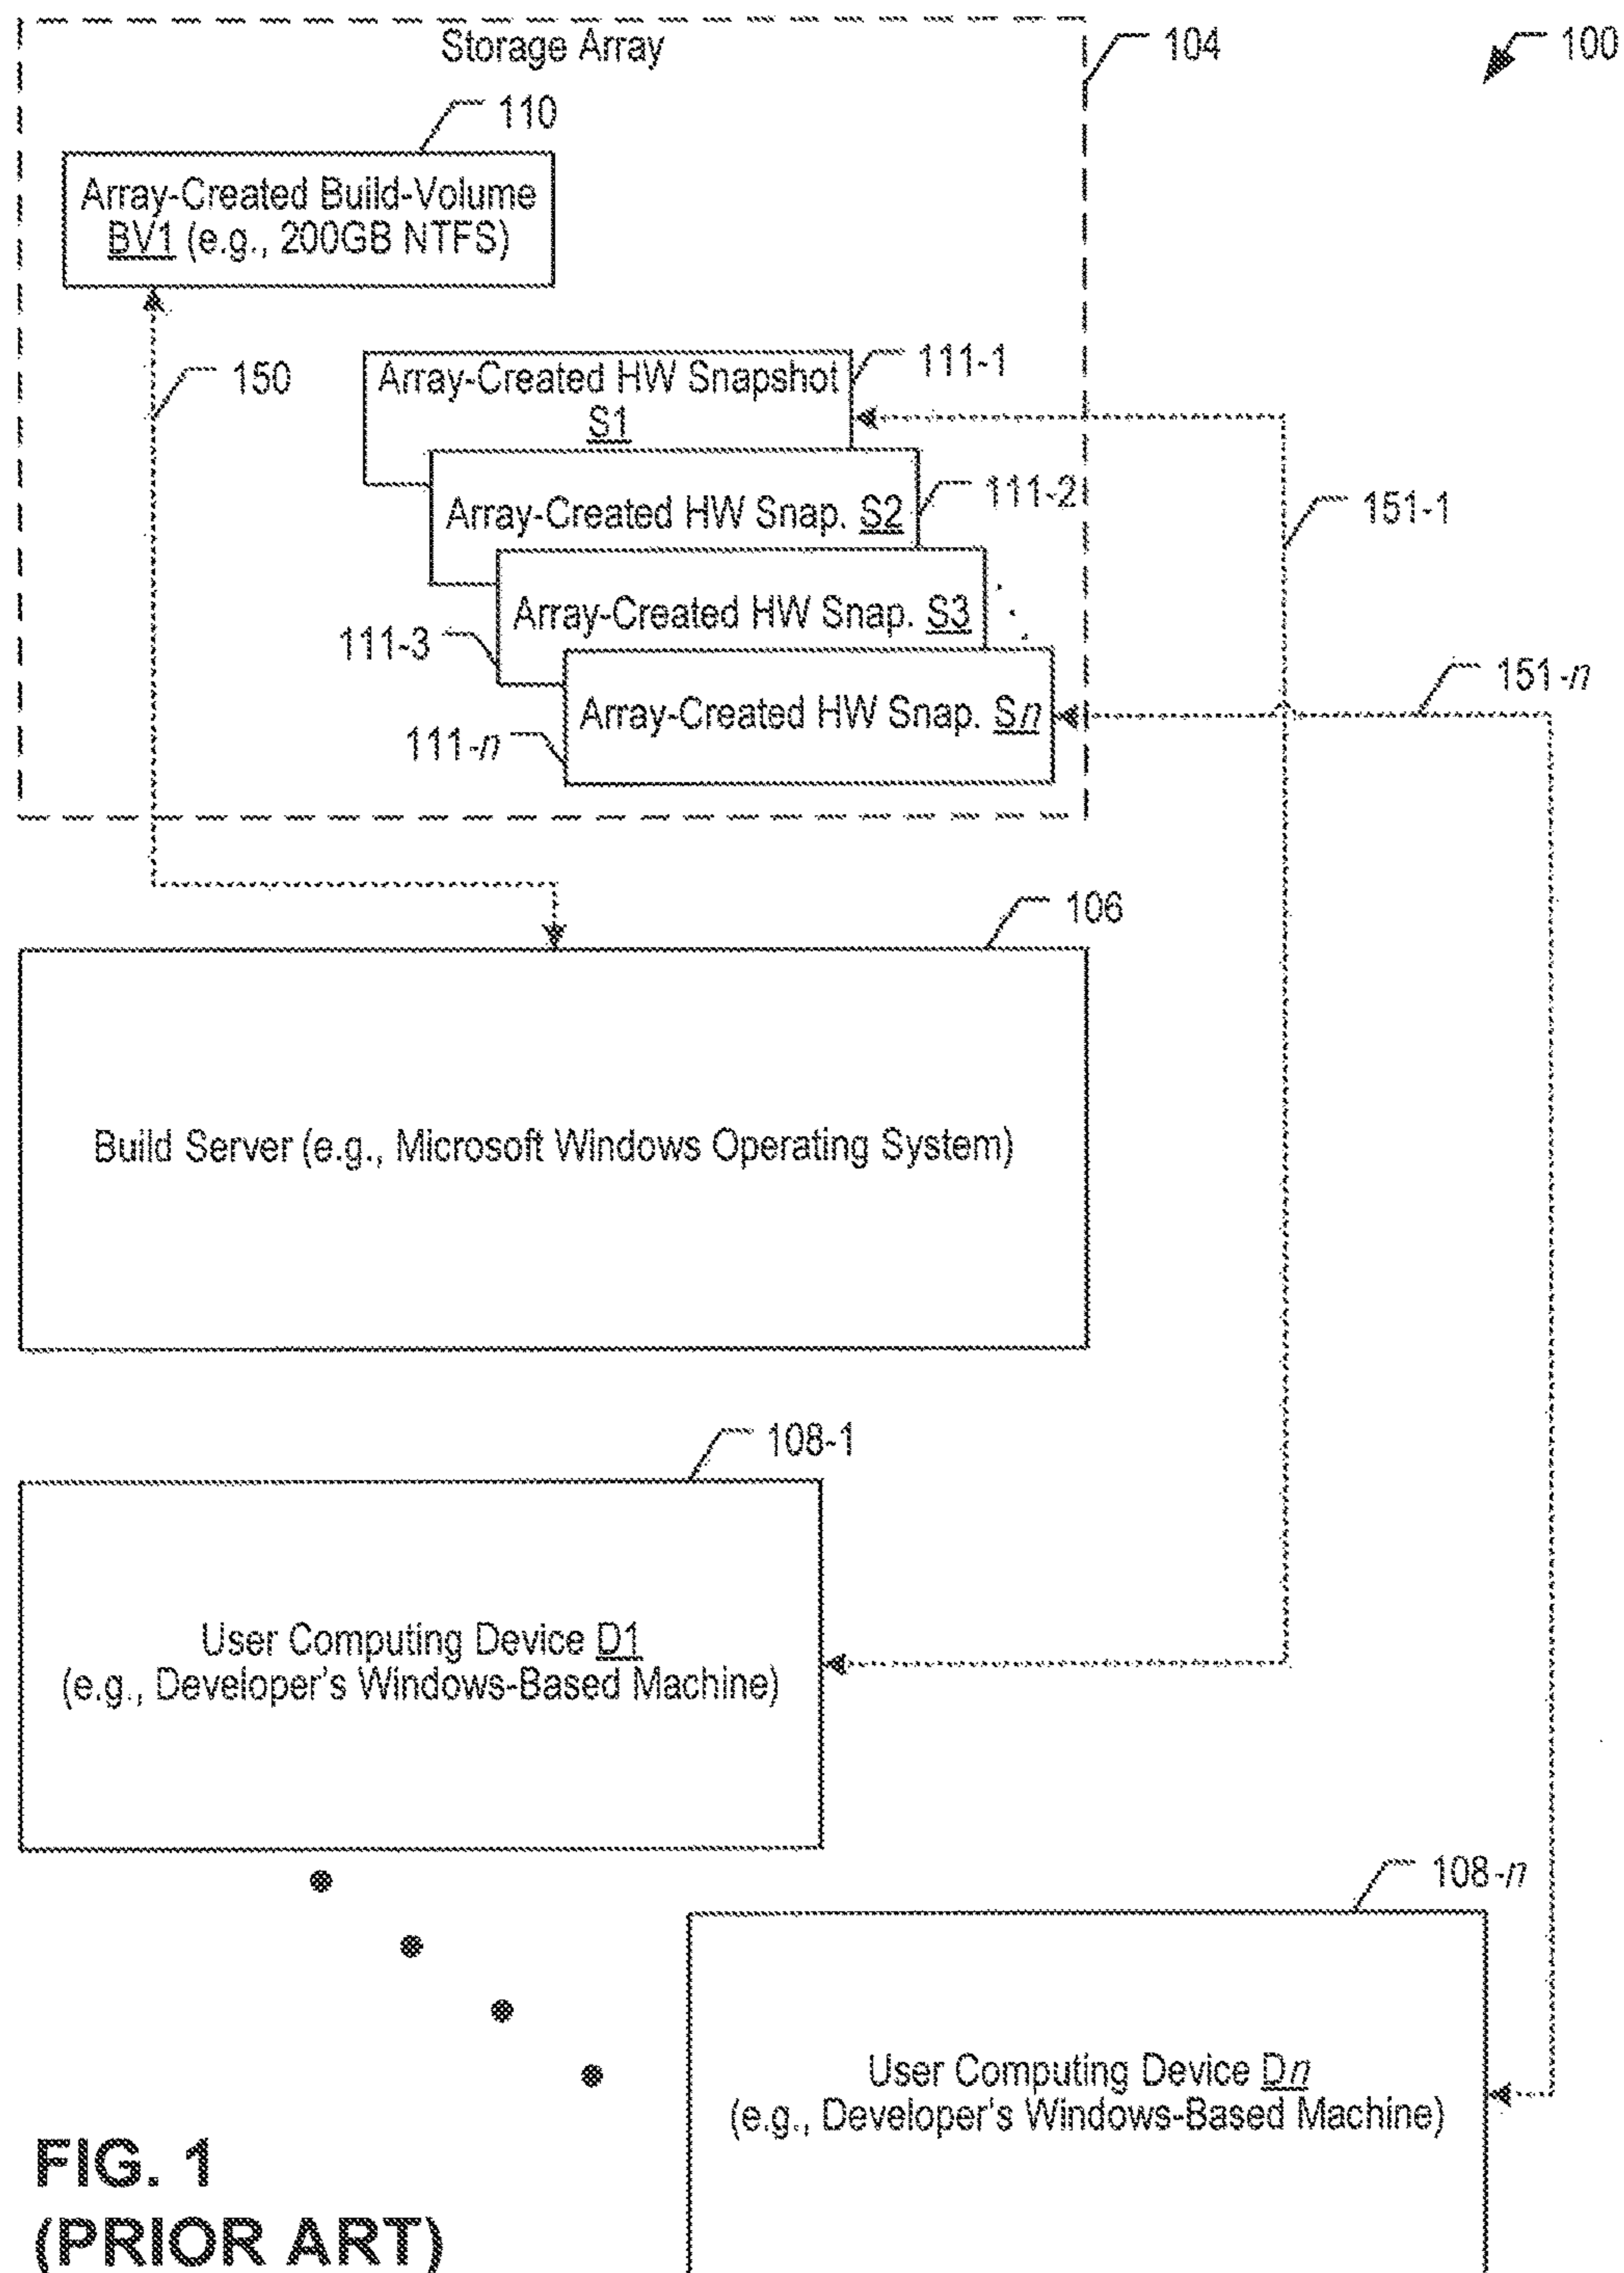 Storage Array
104
100
110
Array-Created Build-Volume
BV1 (e.g., 200GB NTFS)
150
111-1
Array-Created HW Snapshot
S1
111-2
151-1
Array-Created HW Snap. S2
Array-Created HW Snap. S3
111-3
151-n
Array-Created HW Snap. Sn
111-n
106
Build Server (e.g., Microsoft Windows Operating System)
108-1
User Computing Device D1
(e.g., Developer's Windows-Based Machine)
108-n
User Computing Device Dn
(e.g., Developer's Windows-Based Machine)
FIG. 1
(PRIOR ART)